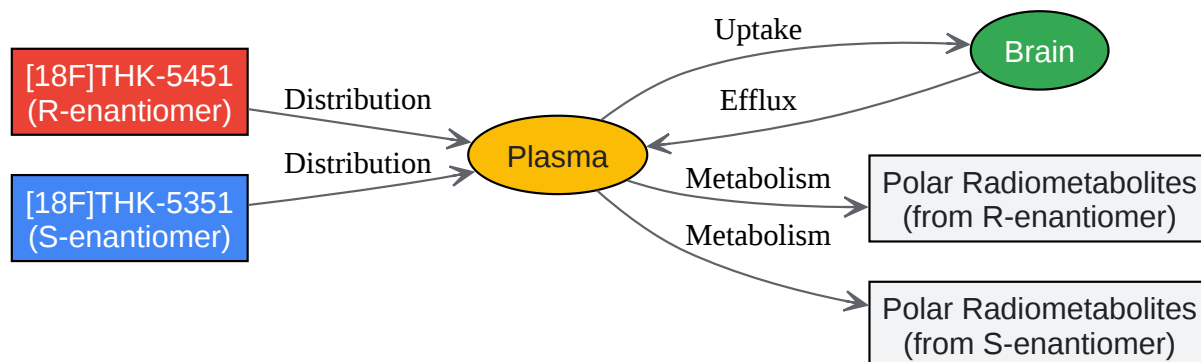 [18F]THK-5451
(R-enantiomer)
[18F]THK-5351
(S-enantiomer)
Distribution
Distribution
Plasma
Uptake
Efflux
Brain
Metabolism
Metabolism
Polar Radiometabolites
(from R-enantiomer)
Polar Radiometabolites
(from S-enantiomer)